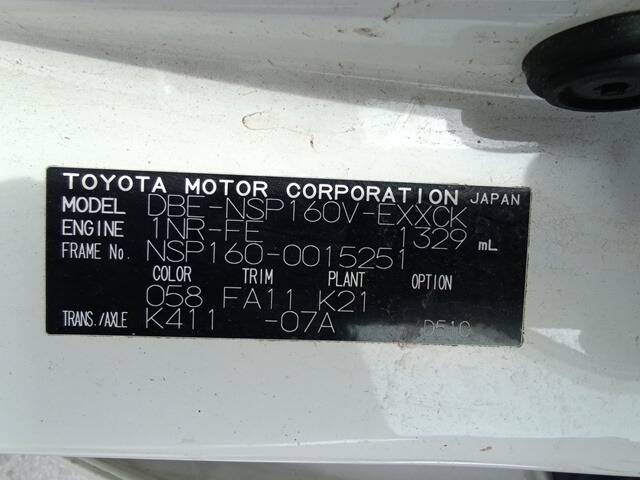 TOYOTA MOTOR CORPORATION JAPAN
MODEL DBE-NSP160V-EXXCK
ENGINE 1NR-FE 1329 mL
FRAME No. NSP160-0015251
COLOR TRIM PLANT OPTION
058 FA11 K21
TRANS./AXLE K411 -07A D510